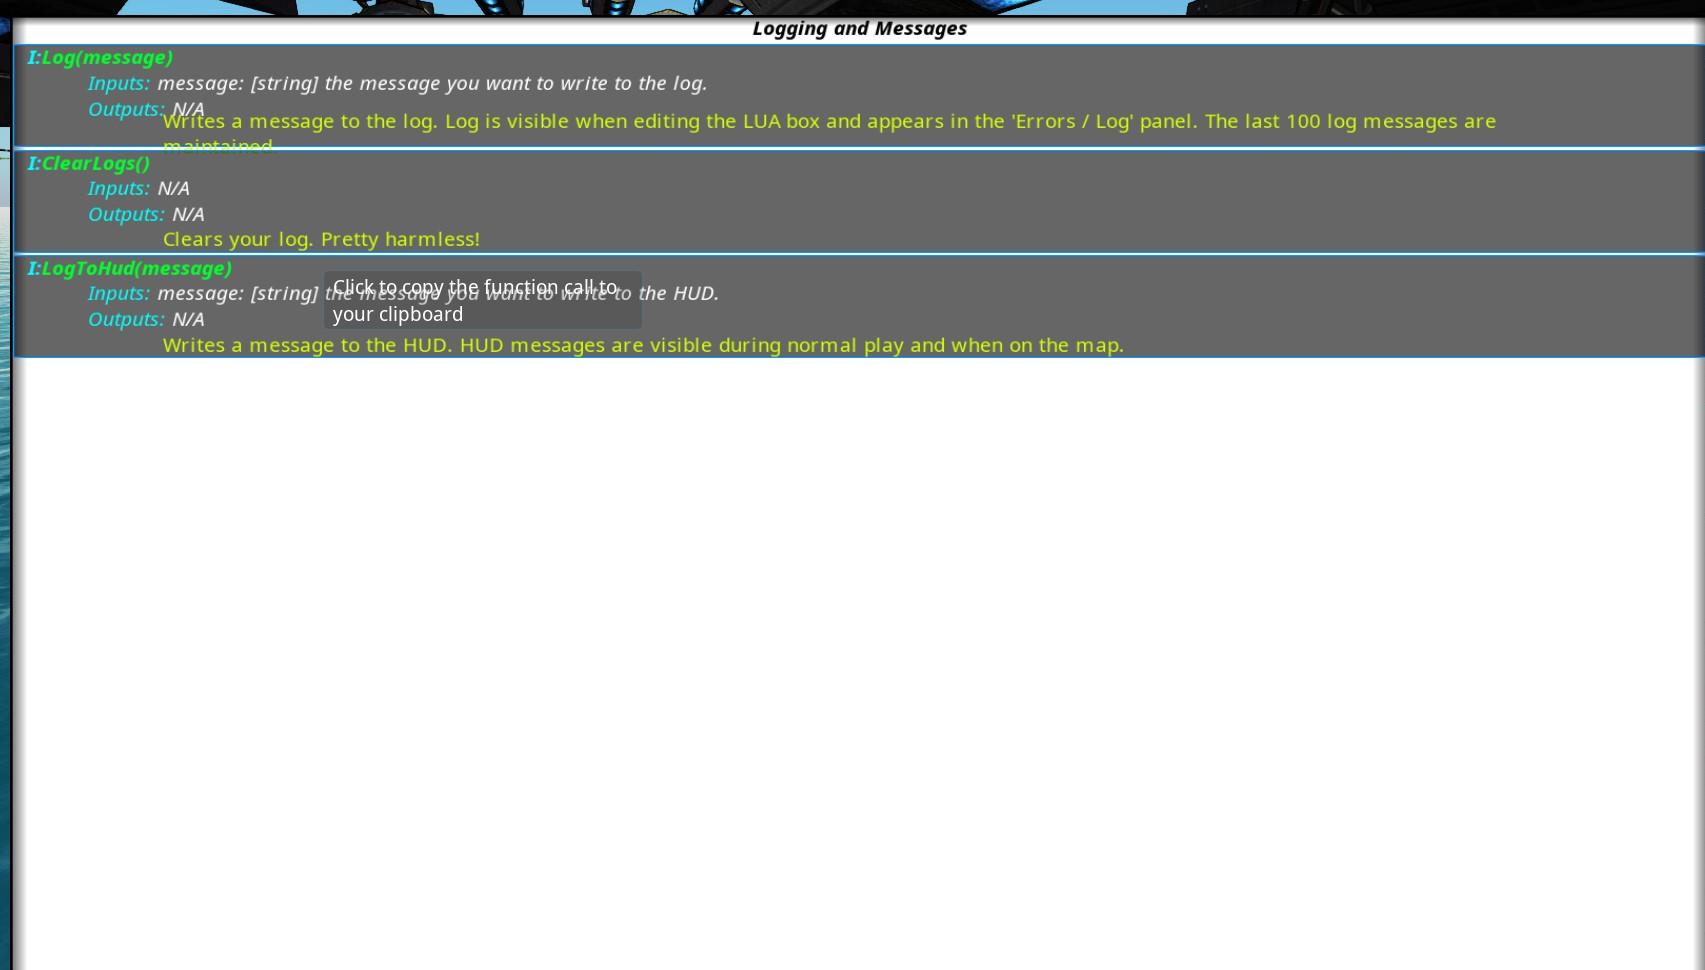 Logging and Messages
I:Log(message)
Inputs: message: [string] the message you want to write to the log.
Outputs: N/A
Writes a message to the log. Log is visible when editing the LUA box and appears in the 'Errors / Log' panel. The last 100 log messages are
maintained.
I:ClearLogs()
Inputs: N/A
Outputs: N/A
Clears your log. Pretty harmless!
I:LogToHud(message)
Inputs: message: [string] the message you want to write to the HUD.
Click to copy the function call to
your clipboard
Outputs: N/A
Writes a message to the HUD. HUD messages are visible during normal play and when on the map.